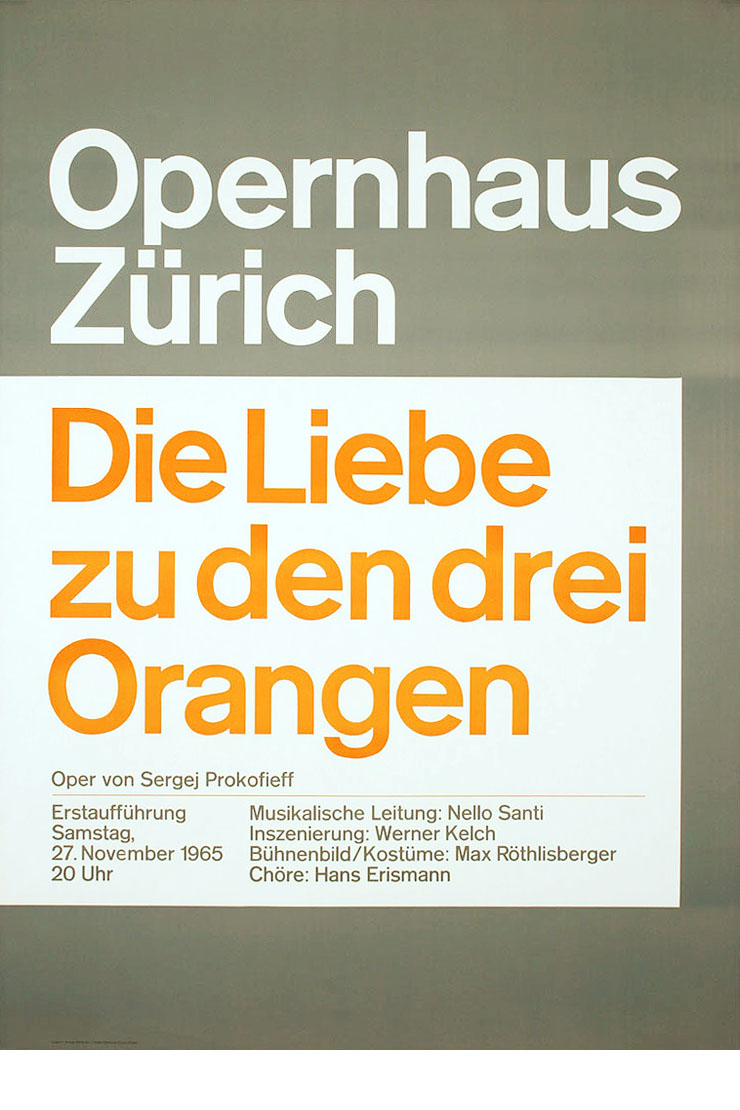 Opernhaus
Zürich
Die Liebe
zu den drei
Orangen
Oper von Sergej Prokofieff
Erstaufführung
Samstag,
27. November 1965
20 Uhr
Musikalische Leitung: Nello Santi
Inszenierung: Werner Kelch
Bühnenbild/Kostüme: Max Röthlisberger
Chöre: Hans Erismann